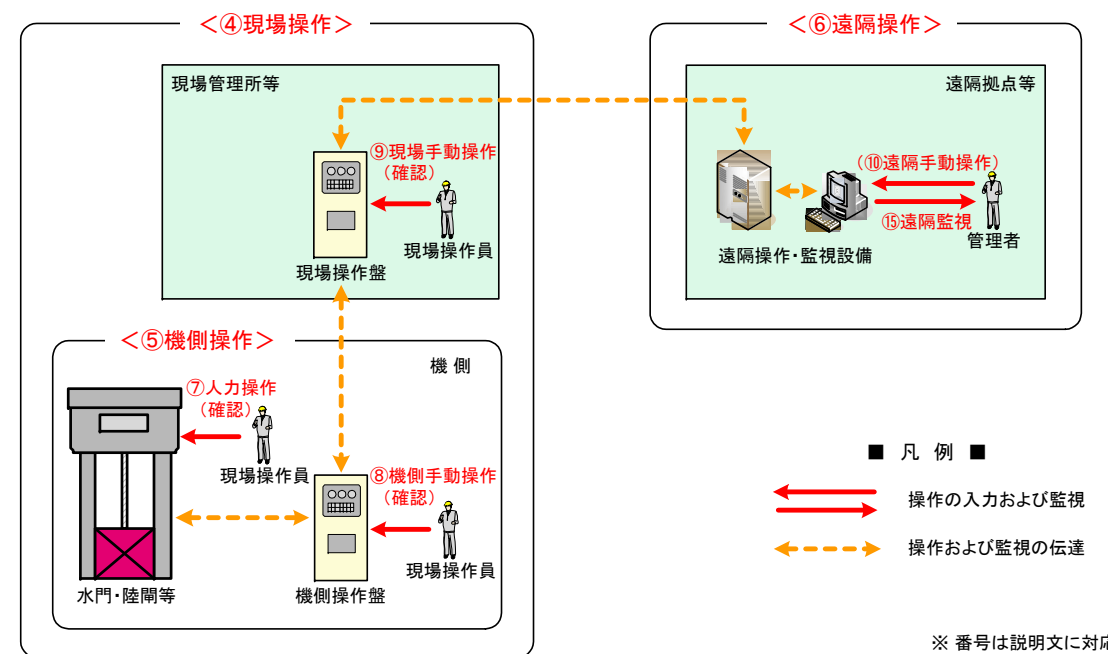 ＜④現場操作＞
現場管理所等
⑨現場手動操作
（確認）
現場操作員
現場操作盤
＜⑤機側操作＞
機 側
⑦人力操作
（確認）
現場操作員
水門・陸閘等
⑧機側手動操作
（確認）
現場操作員
機側操作盤
＜⑥遠隔操作＞
遠隔拠点等
（⑩遠隔手動操作）
⑮遠隔監視
管理者
遠隔操作・監視設備
■ 凡 例 ■
操作の入力および監視
操作および監視の伝達
※ 番号は説明文に対応